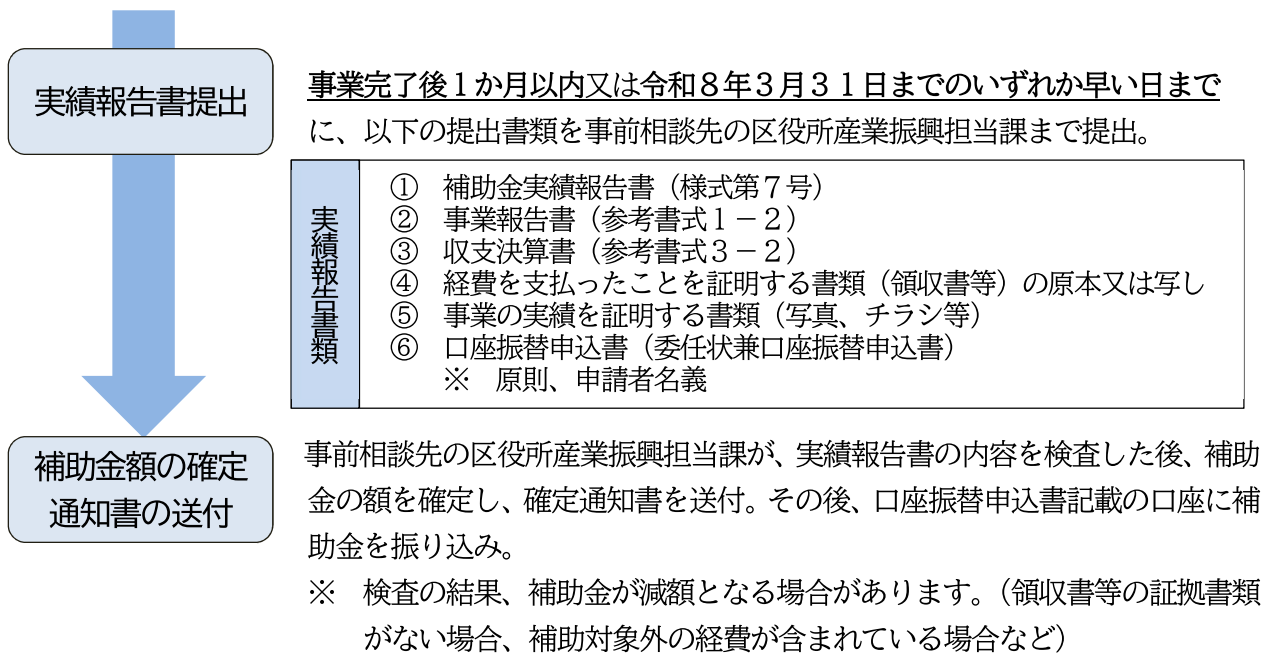 実績報告書提出
事業完了後１か月以内又は令和８年３月３１日までのいずれか早い日まで
に、以下の提出書類を事前相談先の区役所産業振興担当課まで提出。
実績報告書類
① 補助金実績報告書（様式第７号）
② 事業報告書（参考書式１－２）
③ 収支決算書（参考書式３－２）
④ 経費を支払ったことを証明する書類（領収書等）の原本又は写し
⑤ 事業の実績を証明する書類（写真、チラシ等）
⑥ 口座振替申込書（委任状兼口座振替申込書）
※ 原則、申請者名義
補助金額の確定
通知書の送付
事前相談先の区役所産業振興担当課が、実績報告書の内容を検査した後、補助
金の額を確定し、確定通知書を送付。その後、口座振替申込書記載の口座に補
助金を振り込み。
※ 検査の結果、補助金が減額となる場合があります。（領収書等の証拠書類
がない場合、補助対象外の経費が含まれている場合など）